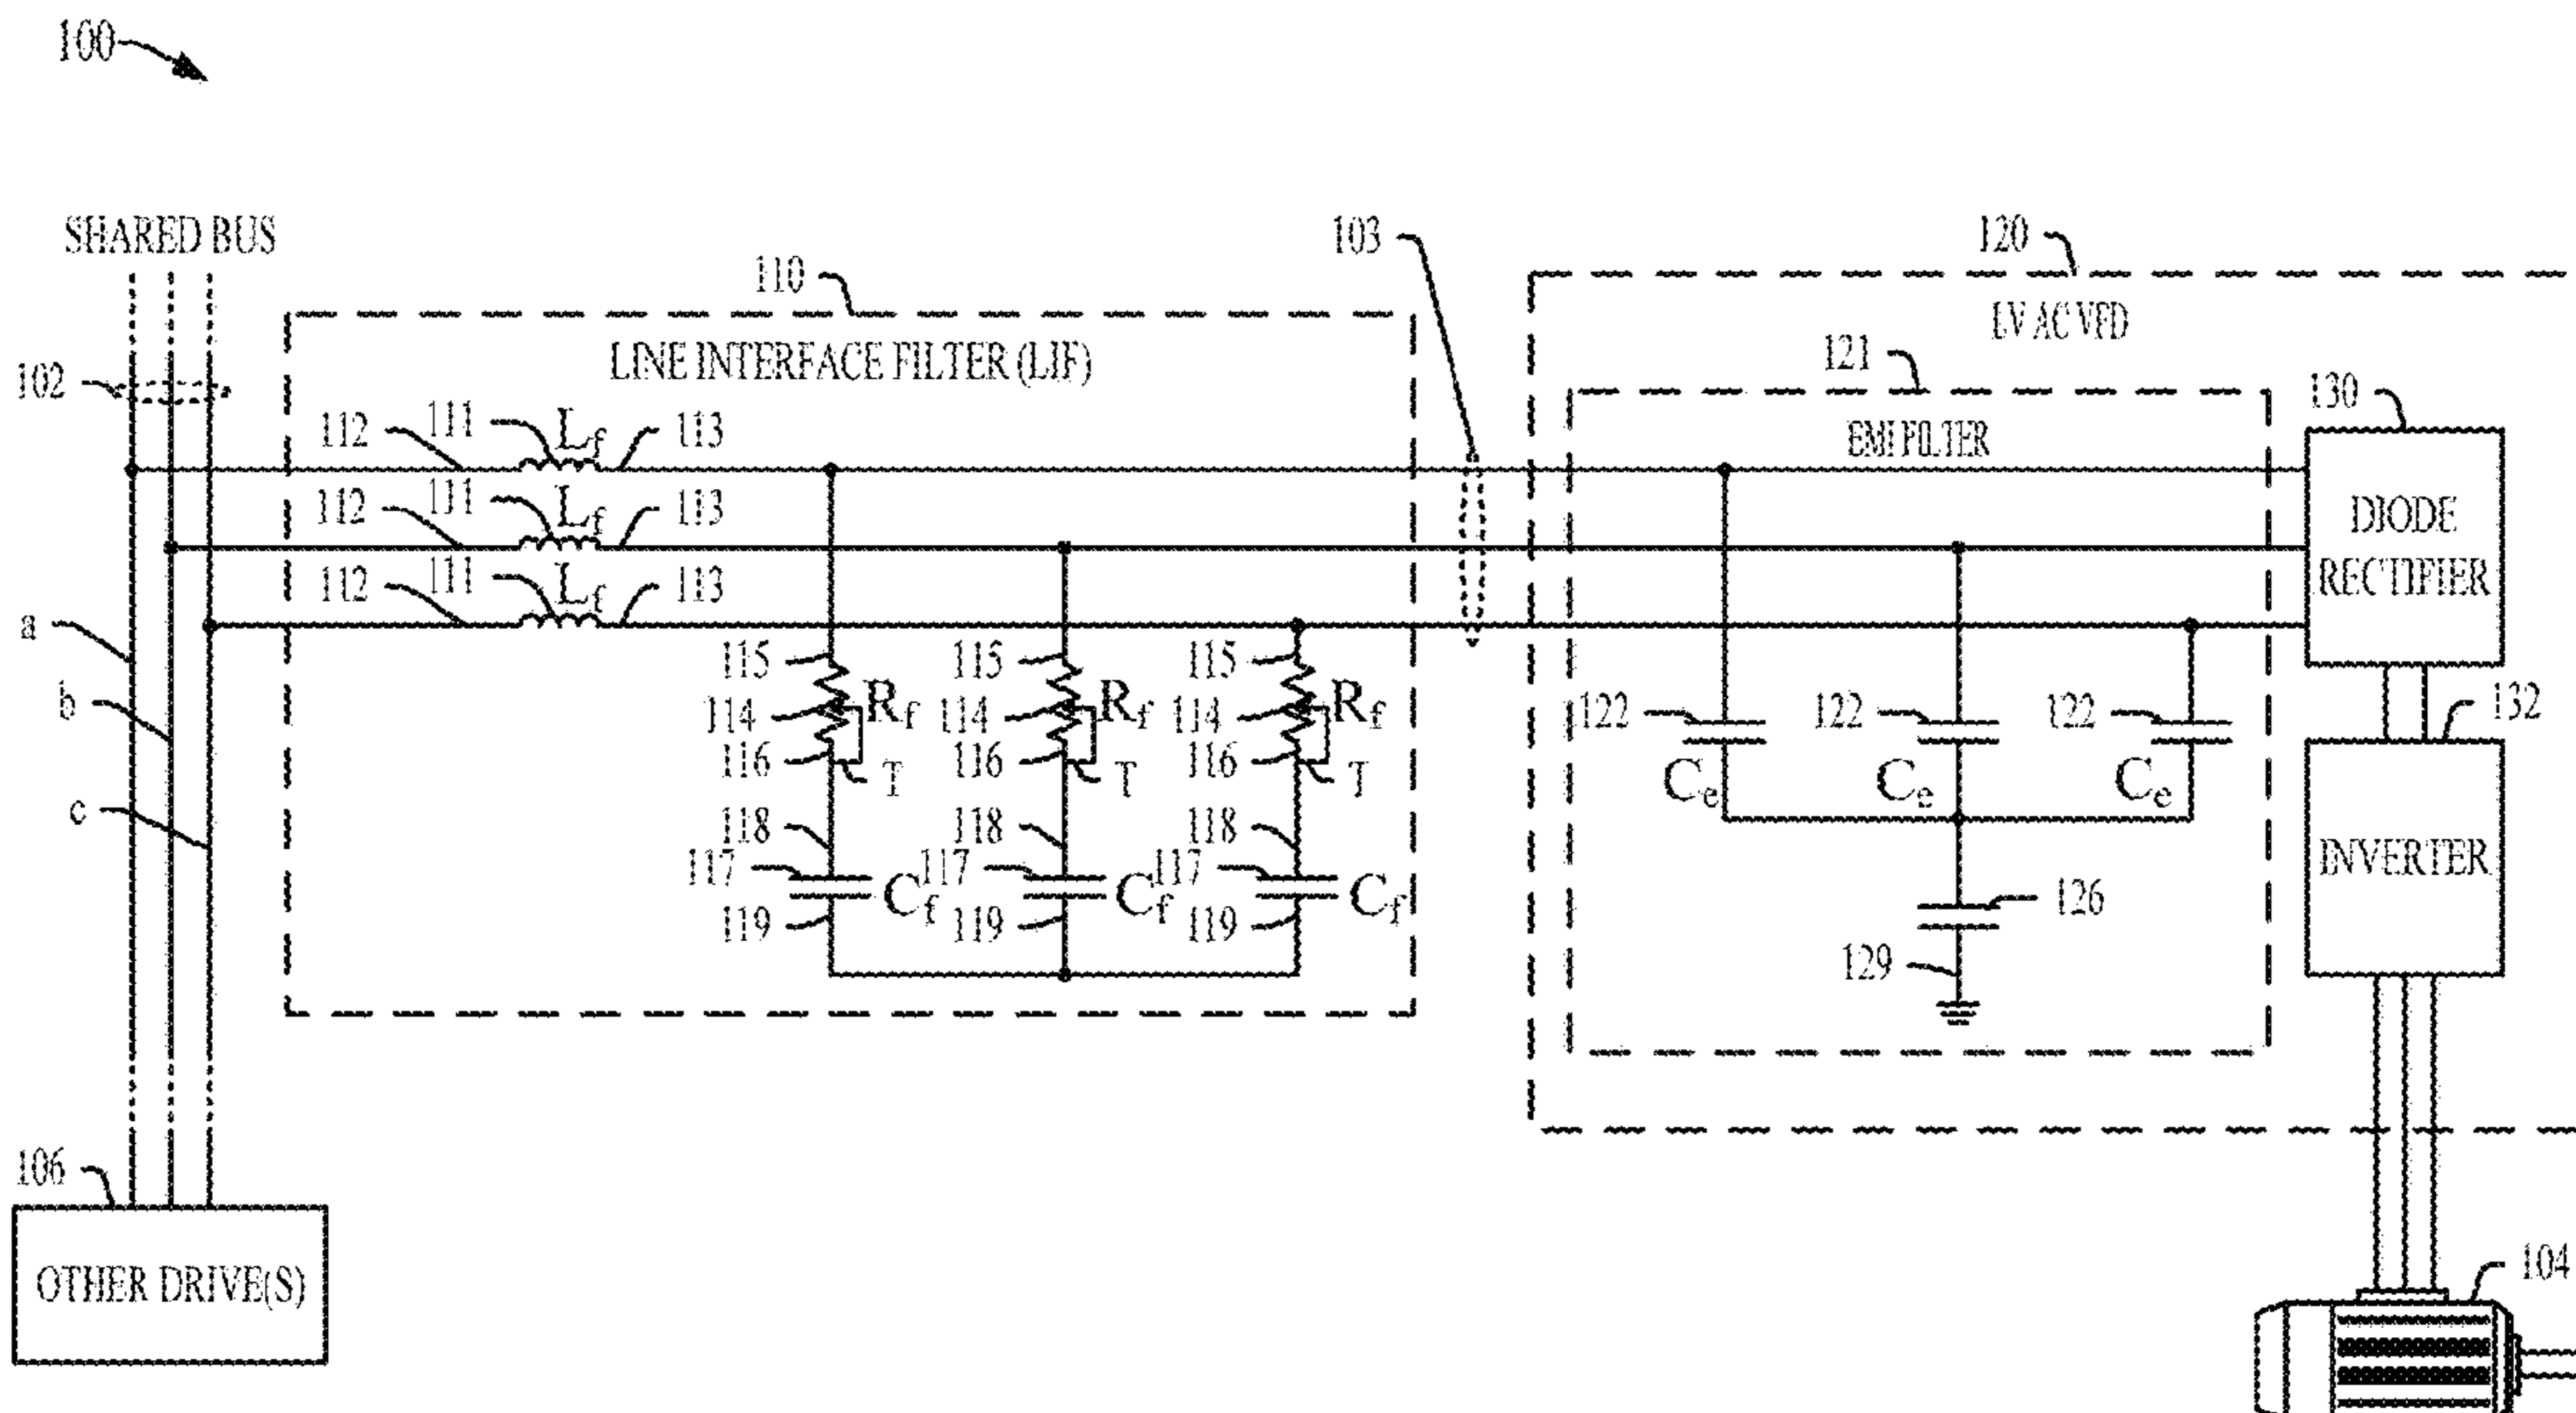 100
SHARED BUS
102
110
LINE INTERFACE FILTER (LIF)
103
120
LV AC VFD
121
EMI FILTER
130
112 111 Lf 113
112 111 Lf 113
112 111 Lf 113
DIODE
RECTIFIER
a
b
c
115 115 115
114 Rf 114 Rf 114 Rf
116 T 116 T 116 T
122 122 122
Ce Ce Ce
132
INVERTER
118 118 118
117 Cf 117 Cf 117 Cf
119 119 119
126
129
106
OTHER DRIVE(S)
104